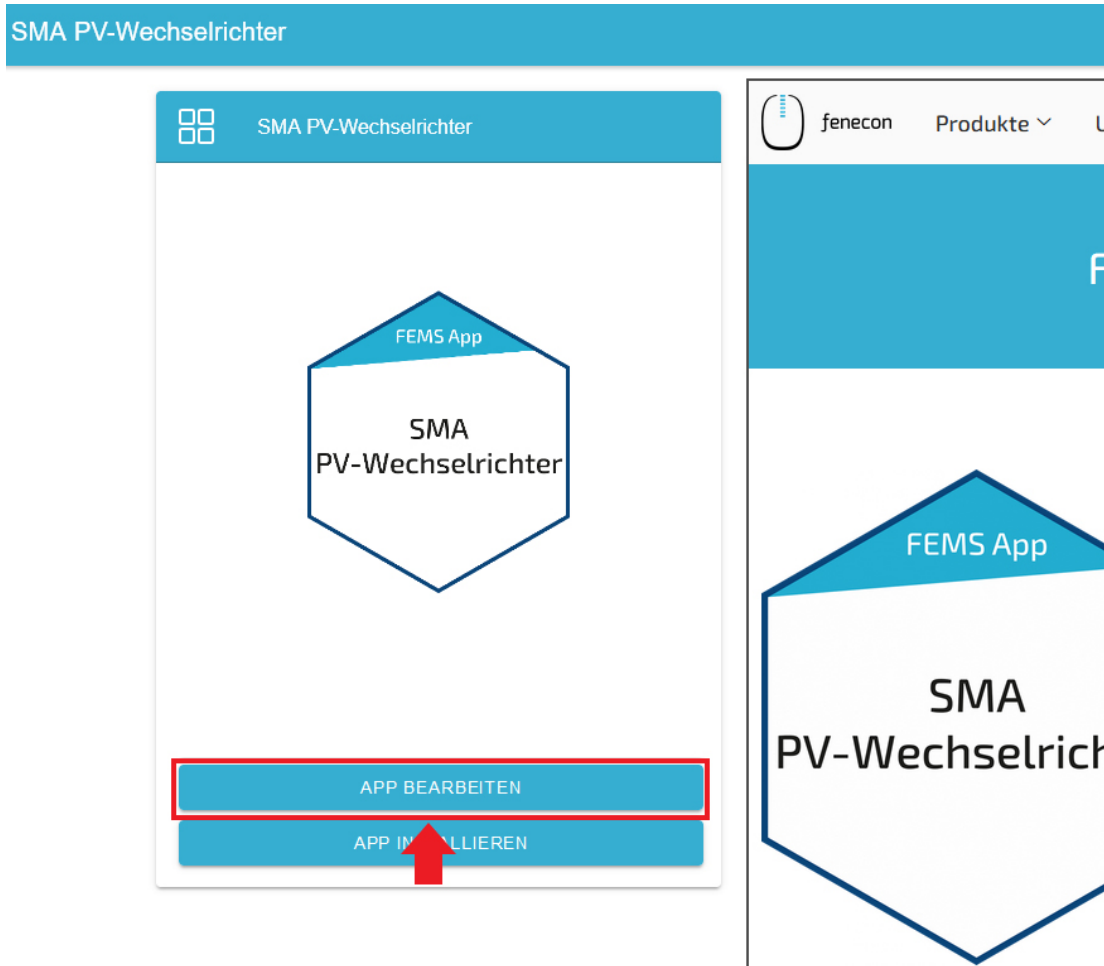 SMA PV-Wechselrichter
SMA PV-Wechselrichter
FEMS App
SMA
PV-Wechselrichter
APP BEARBEITEN
fenecon Produkte
FEMS App
SMA